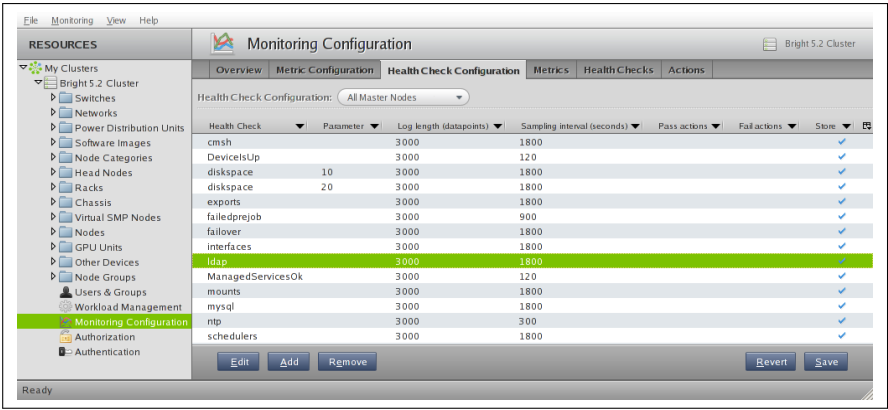 File Monitoring View Help
RESOURCES
My Clusters
Bright 5.2 Cluster
Switches
Networks
Power Distribution Units
Software Images
Node Categories
Head Nodes
Racks
Chassis
Virtual SMP Nodes
Nodes
GPU Units
Other Devices
Node Groups
Users & Groups
Workload Management
Monitoring Configuration
Authorization
Authentication
Monitoring Configuration Bright 5.2 Cluster
Overview Metric Configuration Health Check Configuration Metrics Health Checks Actions
Health Check Configuration: All Master Nodes
Health Check Parameter Log length (datapoints) Sampling interval (seconds) Pass actions Fail actions Store
cmsh 3000 1800
DeviceIsUp 3000 120
diskspace 10 3000 1800
diskspace 20 3000 1800
exports 3000 1800
failedprejob 3000 900
failover 3000 1800
interfaces 3000 1800
ldap 3000 1800
ManagedServicesOk 3000 120
mounts 3000 1800
mysql 3000 1800
ntp 3000 300
schedulers 3000 1800
Edit Add Remove Revert Save
Ready